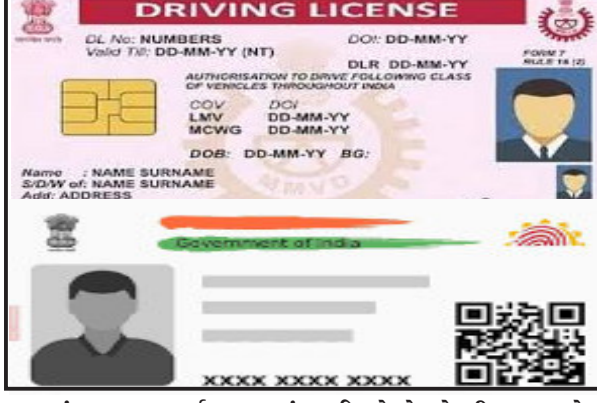 DRIVING LICENSE
DL No: NUMBERS DOI: DD-MM-YY
Valid Till: DD-MM-YY (NT)
FORM 7
RULE 16 (2)
DLR DD-MM-YY
AUTHORISATION TO DRIVE FOLLOWING CLASS
OF VEHICLES THROUGHOUT INDIA
COV DOI
LMV DD-MM-YY
MCWG DD-MM-YY
DOB: DD-MM-YY BG:
Name : NAME SURNAME
S/D/W of: NAME SURNAME
Add: ADDRESS
Government of India
XXXX XXXX XXXX